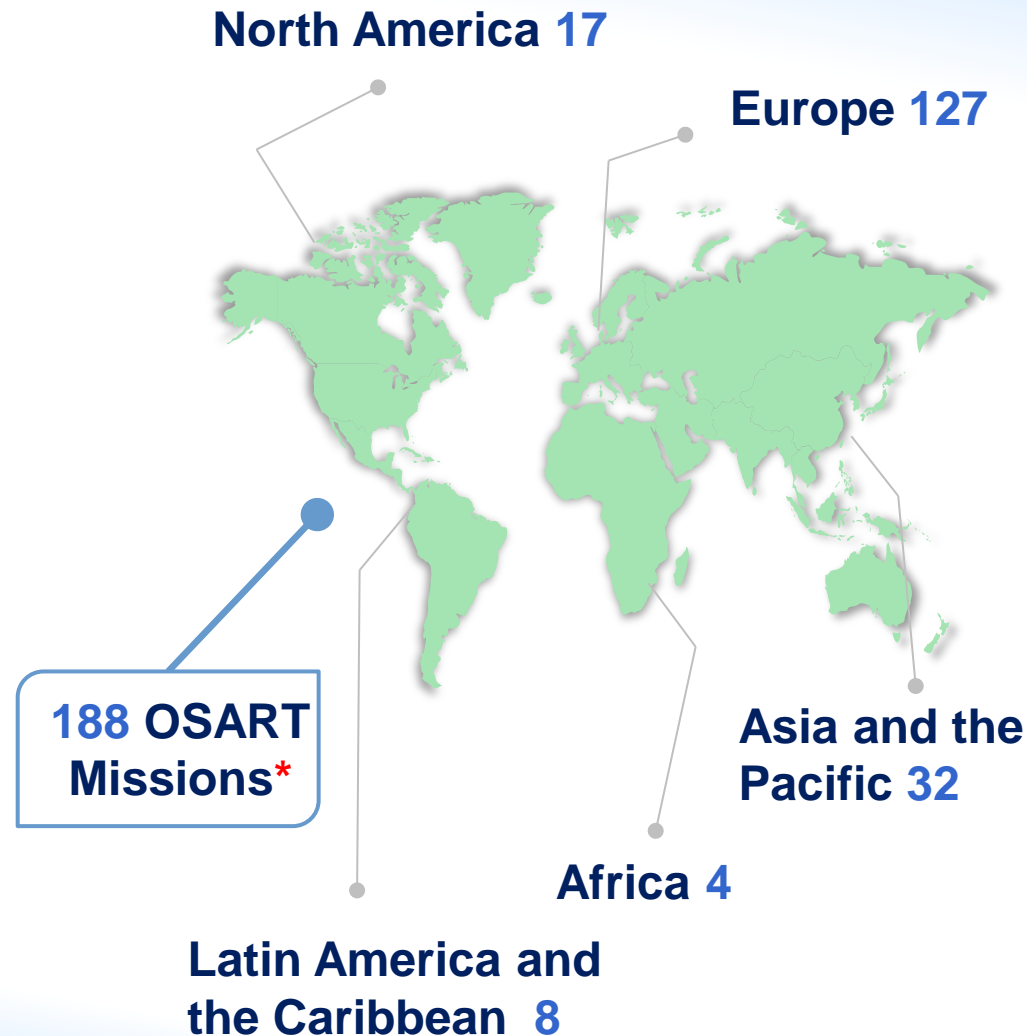 North America 17
Europe 127
188 OSART
Missions*
Asia and the
Pacific 32
Africa 4
Latin America and
the Caribbean 8